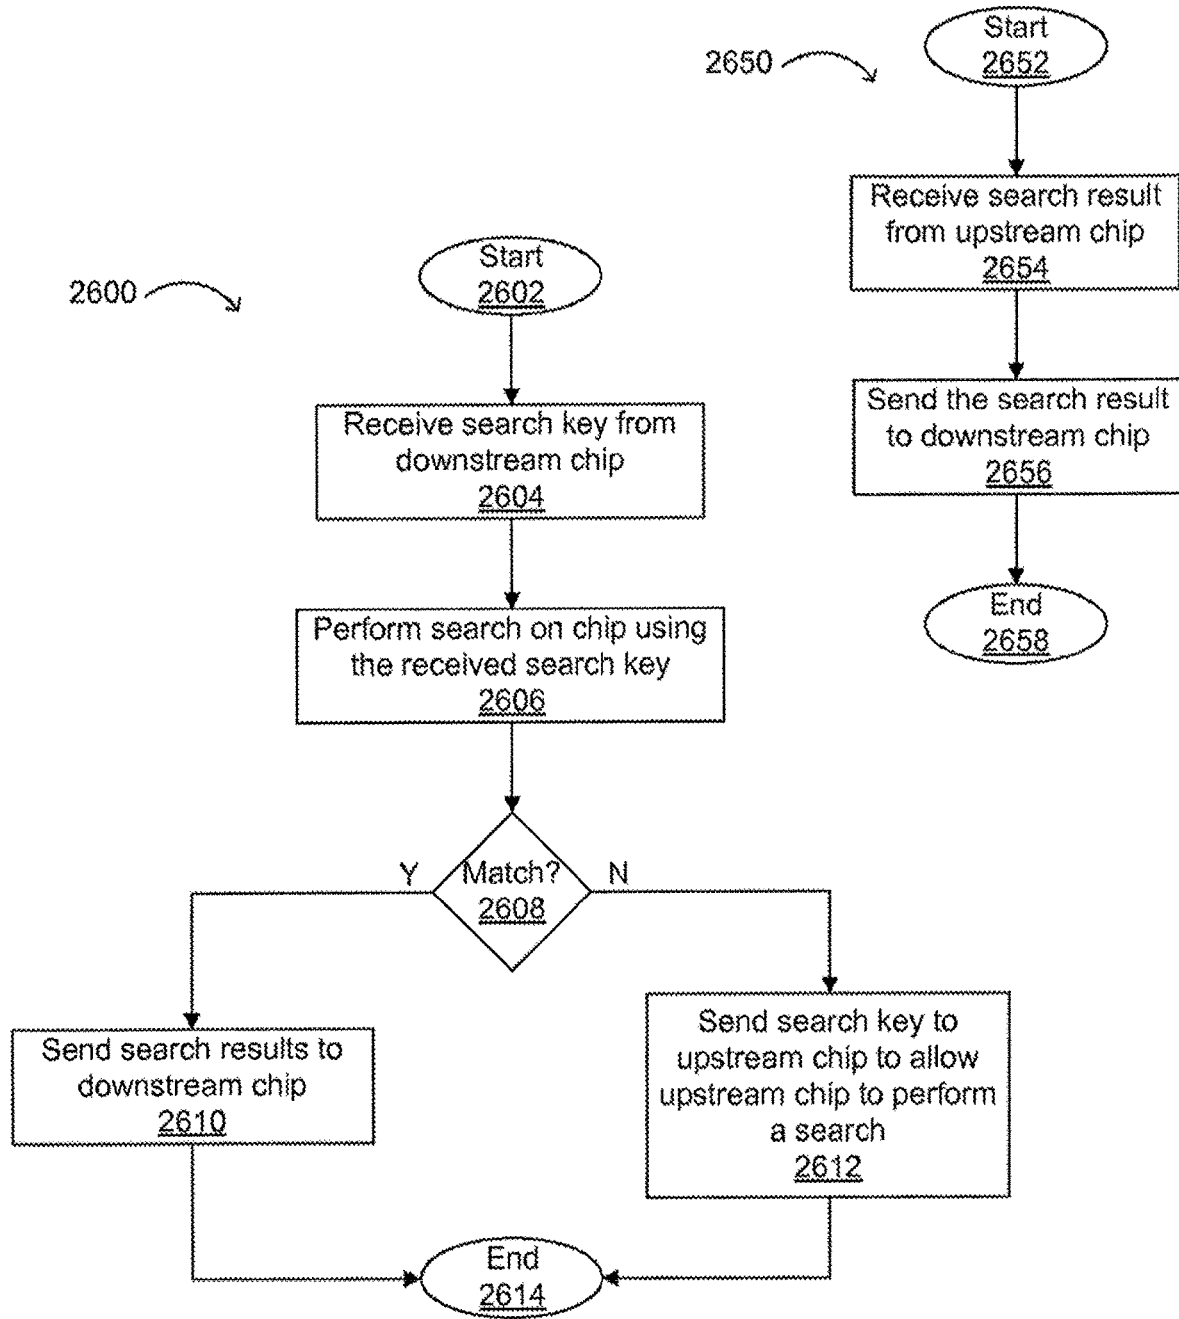 2600
Start
2602
Receive search key from
downstream chip
2604
Perform search on chip using
the received search key
2606
Match?
2608
Y
N
Send search results to
downstream chip
2610
Send search key to
upstream chip to allow
upstream chip to perform
a search
2612
End
2614
2650
Start
2652
Receive search result
from upstream chip
2654
Send the search result
to downstream chip
2656
End
2658